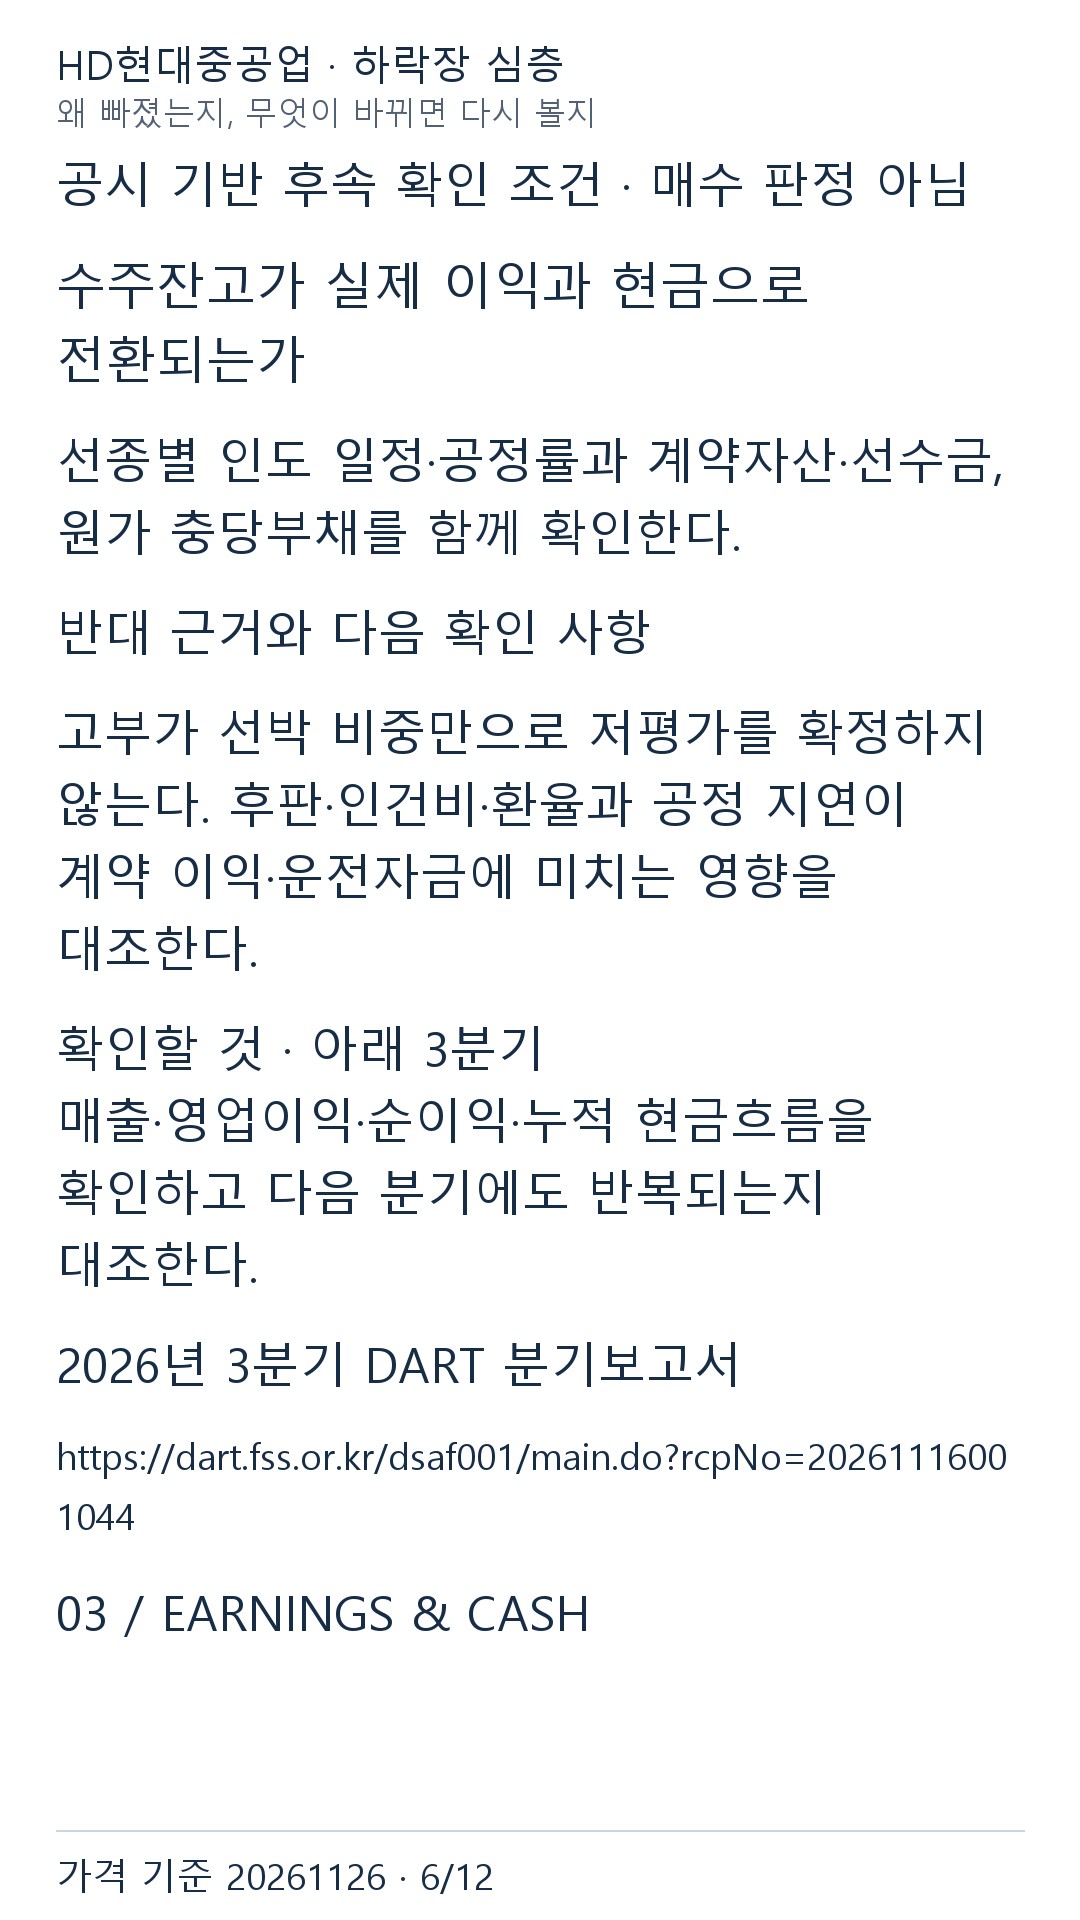 HD현대중공업 · 하락장 심층
왜 빠졌는지, 무엇이 바뀌면 다시 볼지
공시 기반 후속 확인 조건 · 매수 판정 아님
수주잔고가 실제 이익과 현금으로
전환되는가
선종별 인도 일정·공정률과 계약자산·선수금,
원가 충당부채를 함께 확인한다.
반대 근거와 다음 확인 사항
고부가 선박 비중만으로 저평가를 확정하지
않는다. 후판·인건비·환율과 공정 지연이
계약 이익·운전자금에 미치는 영향을
대조한다.
확인할 것 · 아래 3분기
매출·영업이익·순이익·누적 현금흐름을
확인하고 다음 분기에도 반복되는지
대조한다.
2026년 3분기 DART 분기보고서
https://dart.fss.or.kr/dsaf001/main.do?rcpNo=2026111600
1044
03 / EARNINGS & CASH
가격 기준 20261126 · 6/12